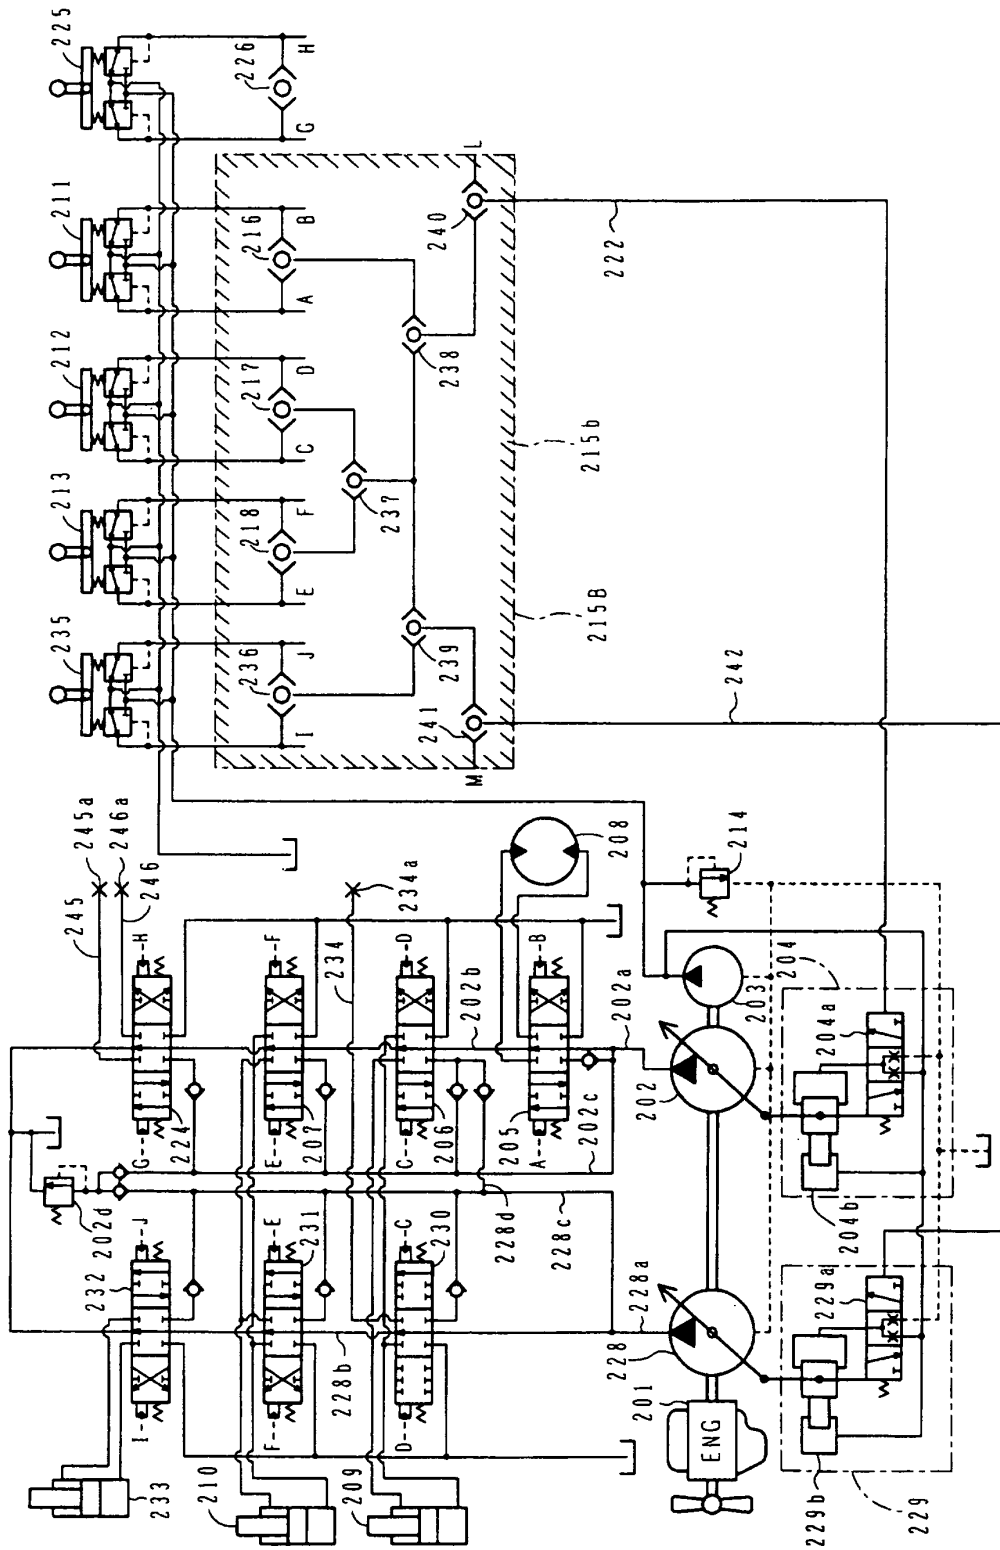 225
211
212
213
235
H
226
G
B
216
A
D
217
C
F
218
E
J
236
I
L
240
238
237
239
241
M
222
215b
215B
242
245a
246a
246
245
234a
234
208
214
H
F
D
B
202b
202a
204
204a
203
202
G
224
E
207
C
206
A
205
202c
202d
228d
228c
204b
J
E
C
232
231
230
228b
228a
228
229a
I
F
D
201
ENG
233
210
209
229b
229